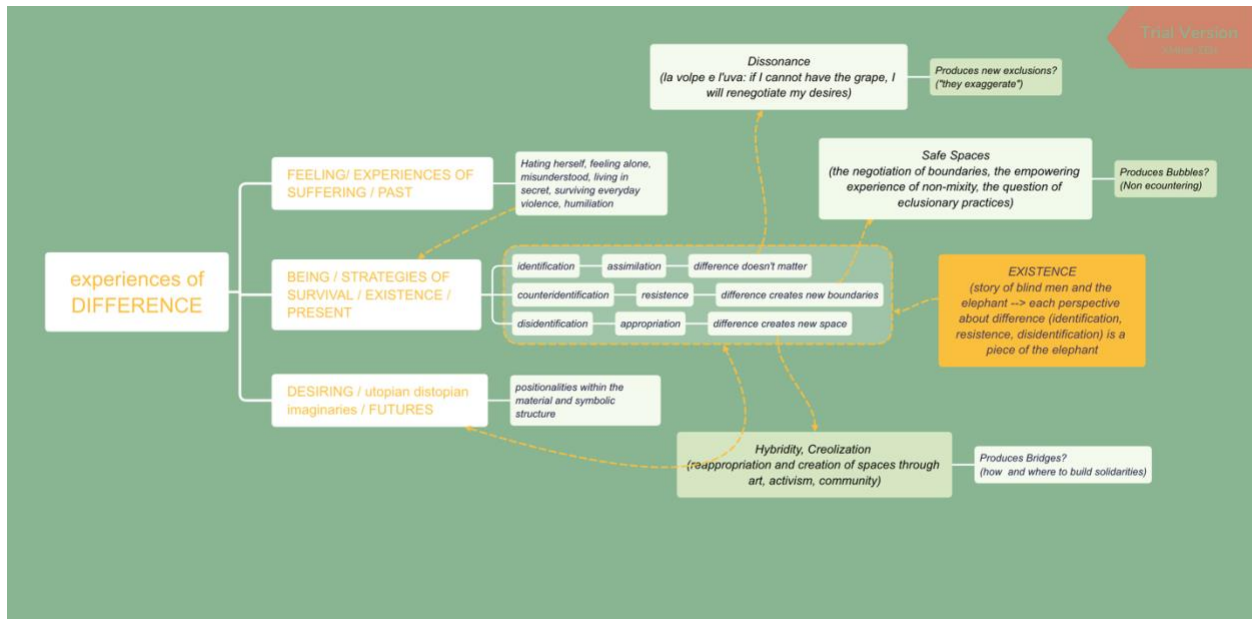 Trial Version
Dissonance
(la volpe e l'uva: if I cannot have the grape, I
will renegotiate my desires)
Produces new exclusions?
("they exaggerate")
Safe Spaces
(the negotiation of boundaries, the empowering
experience of non-mixity, the question of
eclusionary practices)
Produces Bubbles?
(Non ecountering)
FEELING/ EXPERIENCES OF
SUFFERING / PAST
Hating herself, feeling alone,
misunderstood, living in
secret, surviving everyday
violence, humiliation
experiences of
DIFFERENCE
BEING / STRATEGIES OF
SURVIVAL / EXISTENCE /
PRESENT
identification assimilation difference doesn't matter
counteridentification resistence difference creates new boundaries
disidentification appropriation difference creates new space
EXISTENCE
(story of blind men and the
elephant --> each perspective
about difference (identification,
resistence, disidentification) is a
piece of the elephant
DESIRING / utopian distopian
imaginaries / FUTURES
positionalities within the
material and symbolic
structure
Hybridity, Creolization
(reappropriation and creation of spaces through
art, activism, community)
Produces Bridges?
(how and where to build solidarities)